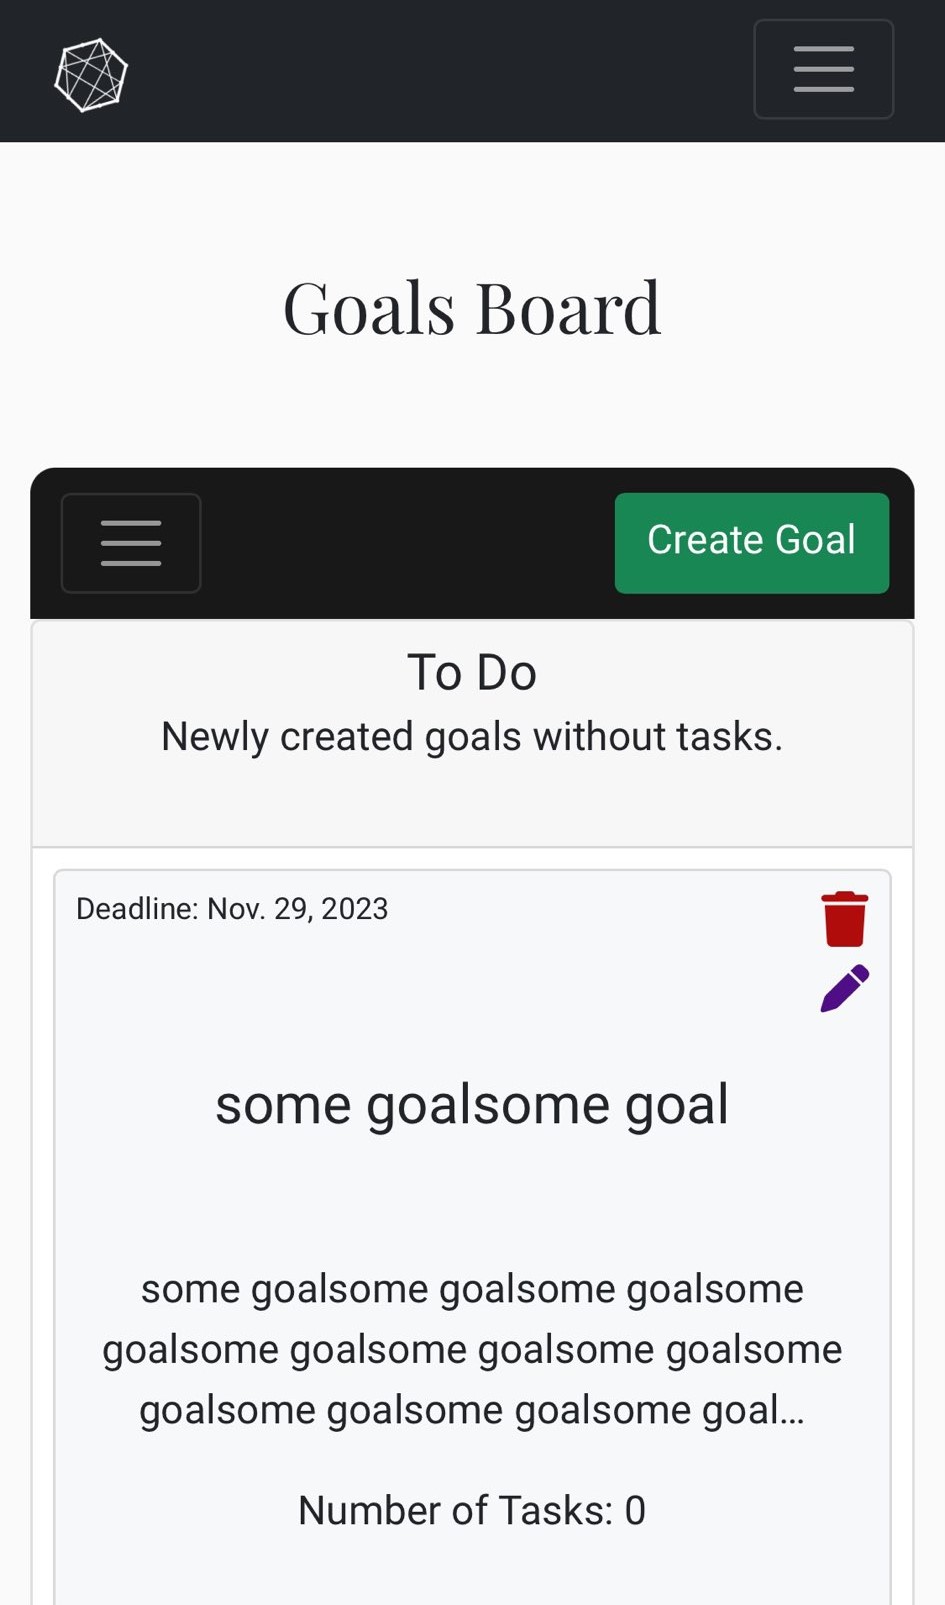 Goals Board
Create Goal
To Do
Newly created goals without tasks.
Deadline: Nov. 29, 2023
some goalsome goal
some goalsome goalsome goalsome
goalsome goalsome goalsome goalsome
goalsome goalsome goalsome goal...
Number of Tasks: 0